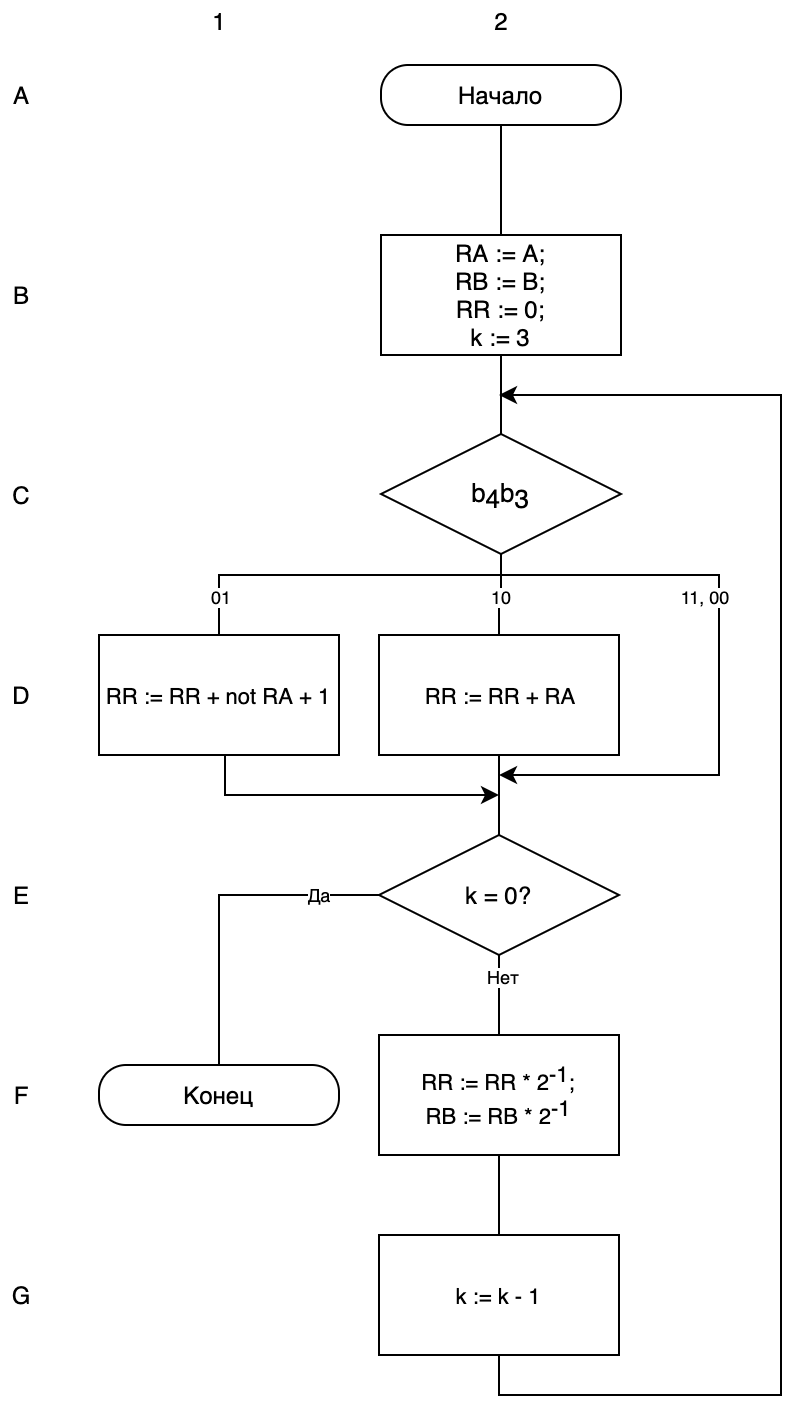 1
2
A
Начало
B
RA := A;
RB := B;
RR := 0;
k := 3
C
b₄b₃
01
10
11, 00
D
RR := RR + not RA + 1
RR := RR + RA
E
Да
k = 0?
Нет
F
Конец
RR := RR * 2⁻¹;
RB := RB * 2⁻¹
G
k := k - 1